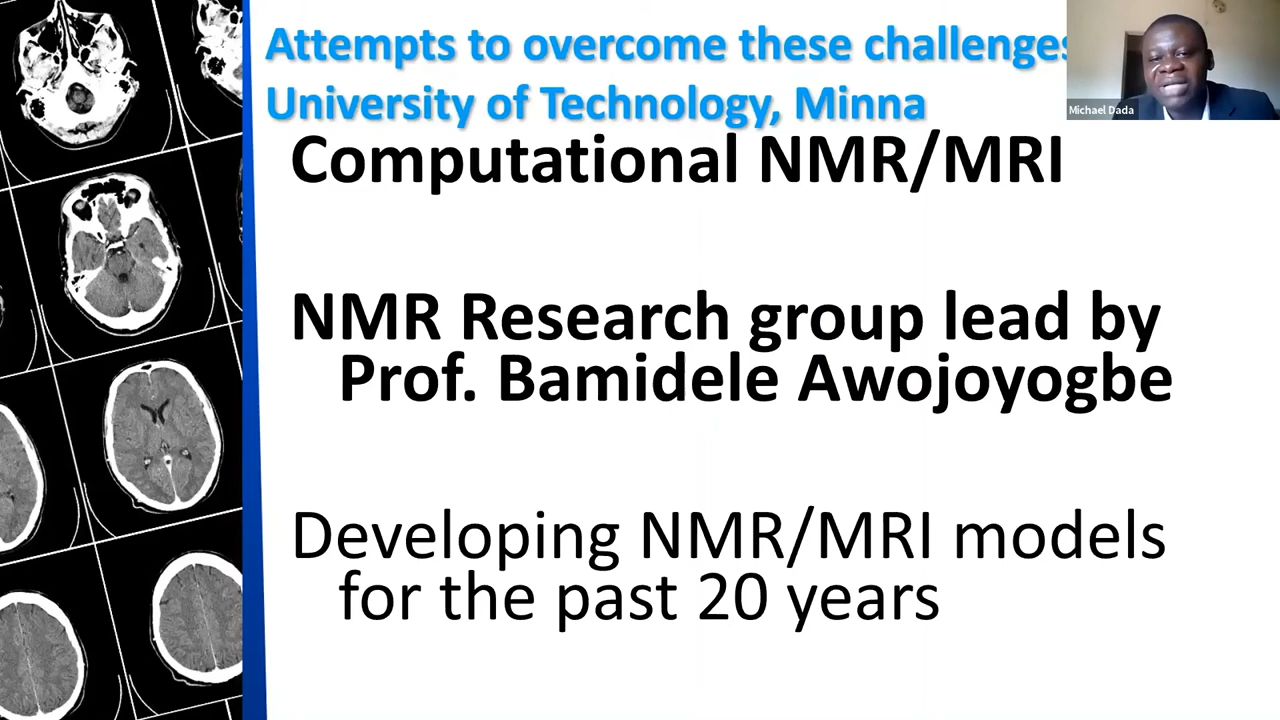 Attempts to overcome these challenges
University of Technology, Minna
Michael Dada
Computational NMR/MRI
NMR Research group lead by
Prof. Bamidele Awojoyogbe
Developing NMR/MRI models
for the past 20 years